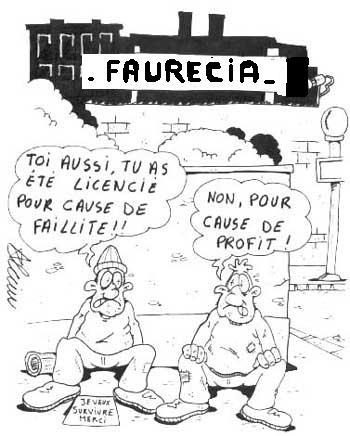 . FAURECIA_
TOI AUSSI, TU AS
ÉTÉ LICENCIÉ
POUR CAUSE DE
FAILLITE!!
NON, POUR
CAUSE DE
PROFIT!
JE VEUX
SURVIVRE
MERCI